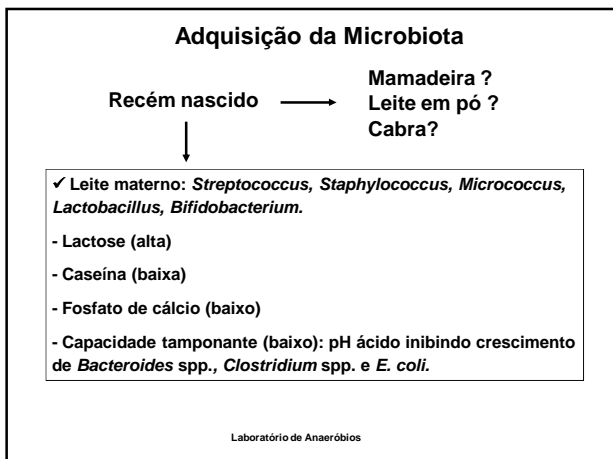 Adquisição da Microbiota
Mamadeira ?
Recém nascido
Leite em pó ?
Cabra?
✓ Leite materno: Streptococcus, Staphylococcus, Micrococcus,
Lactobacillus, Bifidobacterium.
- Lactose (alta)
- Caseína (baixa)
- Fosfato de cálcio (baixo)
- Capacidade tamponante (baixo): pH ácido inibindo crescimento
de Bacteroides spp., Clostridium spp. e E. coli.
Laboratório de Anaeróbios